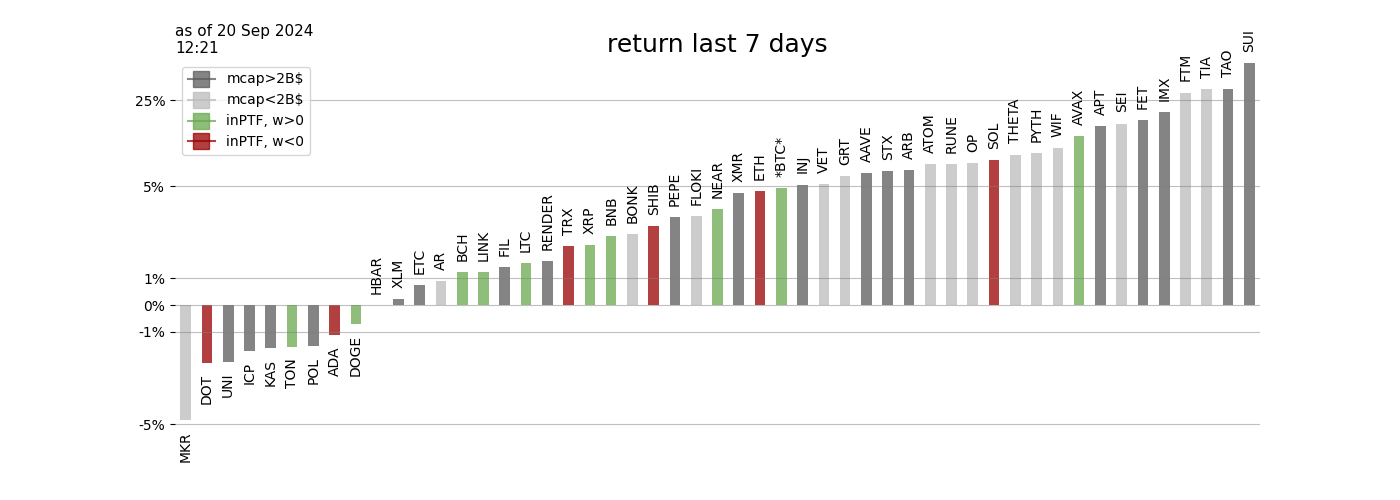 as of 20 Sep 2024
12:21
return last 7 days
mcap>2B$
mcap<2B$
inPTF, w>0
inPTF, w<0
25%
5%
1%
0%
-1%
-5%
MKR
DOT
UNI
ICP
KAS
TON
POL
ADA
DOGE
HBAR
XLM
ETC
AR
BCH
LINK
FIL
LTC
RENDER
TRX
XRP
BNB
BONK
SHIB
PEPE
FLOKI
NEAR
XMR
ETH
*BTC*
INJ
VET
GRT
AAVE
STX
ARB
ATOM
RUNE
OP
SOL
THETA
PYTH
WIF
AVAX
APT
SEI
FET
IMX
FTM
TIA
TAO
SUI